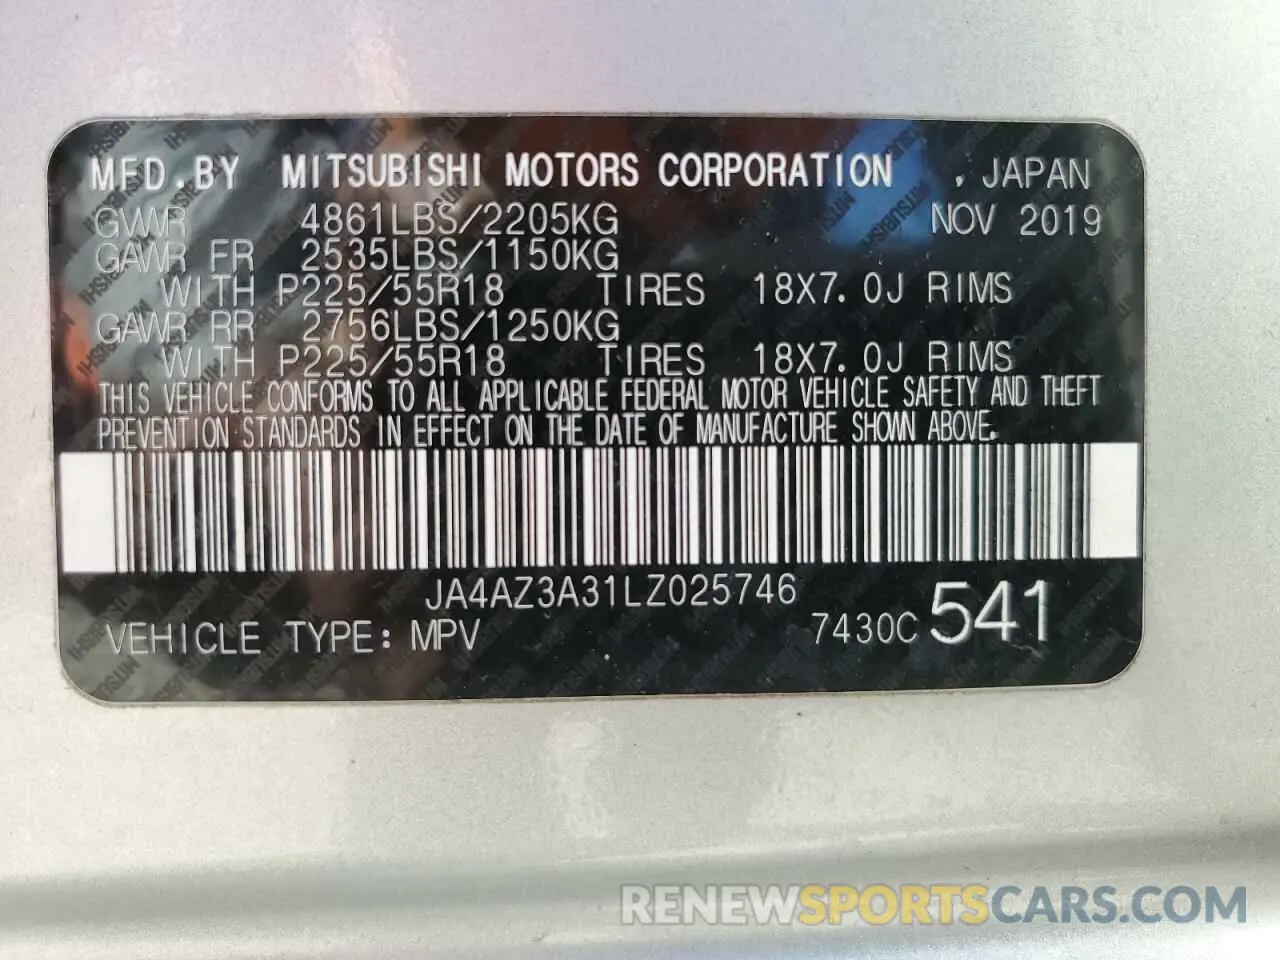 MFD.BY MITSUBISHI MOTORS CORPORATION , JAPAN
GVWR 4861LBS/2205KG NOV 2019
GAWR FR 2535LBS/1150KG
WITH P225/55R18 TIRES 18X7.0J RIMS
GAWR RR 2756LBS/1250KG
WITH P225/55R18 TIRES 18X7.0J RIMS
THIS VEHICLE CONFORMS TO ALL APPLICABLE FEDERAL MOTOR VEHICLE SAFETY AND THEFT
PREVENTION STANDARDS IN EFFECT ON THE DATE OF MANUFACTURE SHOWN ABOVE.
JA4AZ3A31LZ025746
VEHICLE TYPE: MPV 7430C 541
RENEWSPORTSCARS.COM